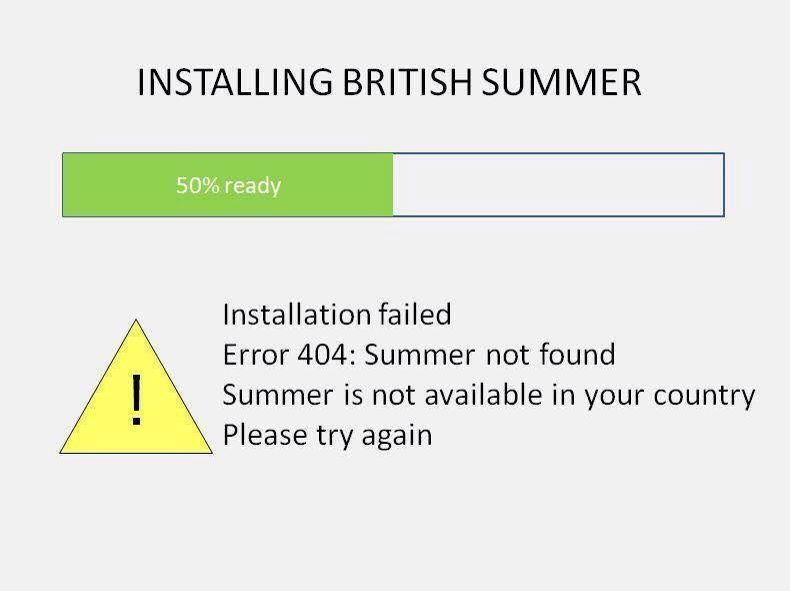 INSTALLING BRITISH SUMMER
50% ready
Installation failed
Error 404: Summer not found
Summer is not available in your country
Please try again
!